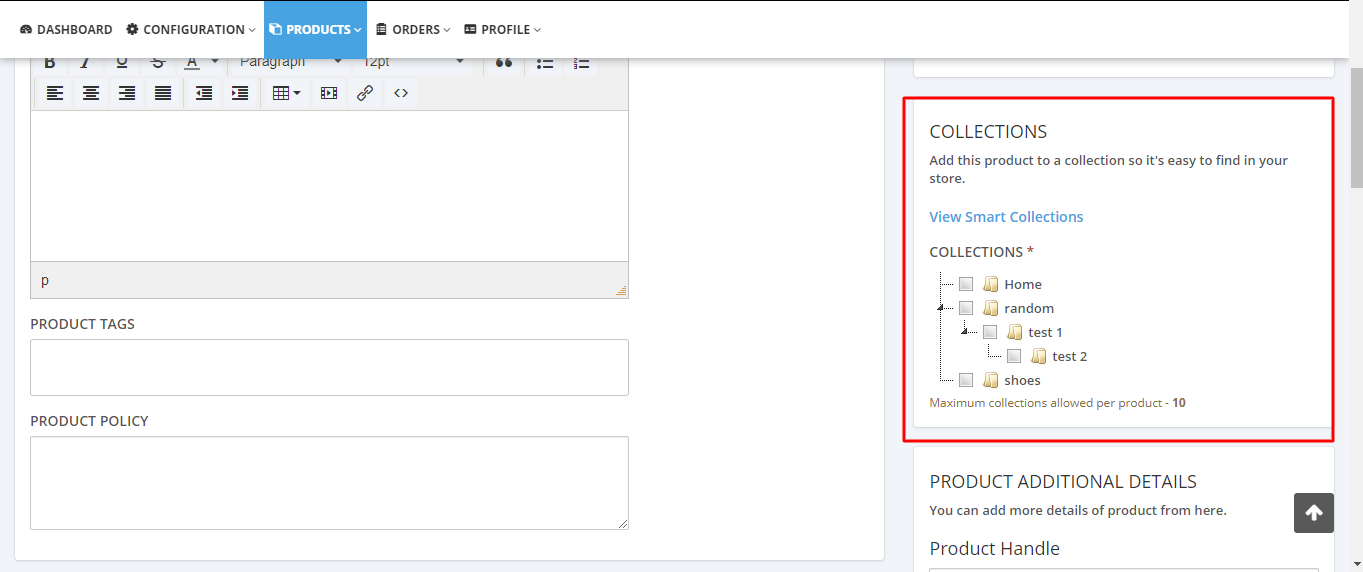 DASHBOARD CONFIGURATION PRODUCTS ORDERS PROFILE
B I U S A Paragraph 12pt
p
PRODUCT TAGS
PRODUCT POLICY
COLLECTIONS
Add this product to a collection so it's easy to find in your
store.
View Smart Collections
COLLECTIONS *
Home
random
test 1
test 2
shoes
Maximum collections allowed per product - 10
PRODUCT ADDITIONAL DETAILS
You can add more details of product from here.
Product Handle